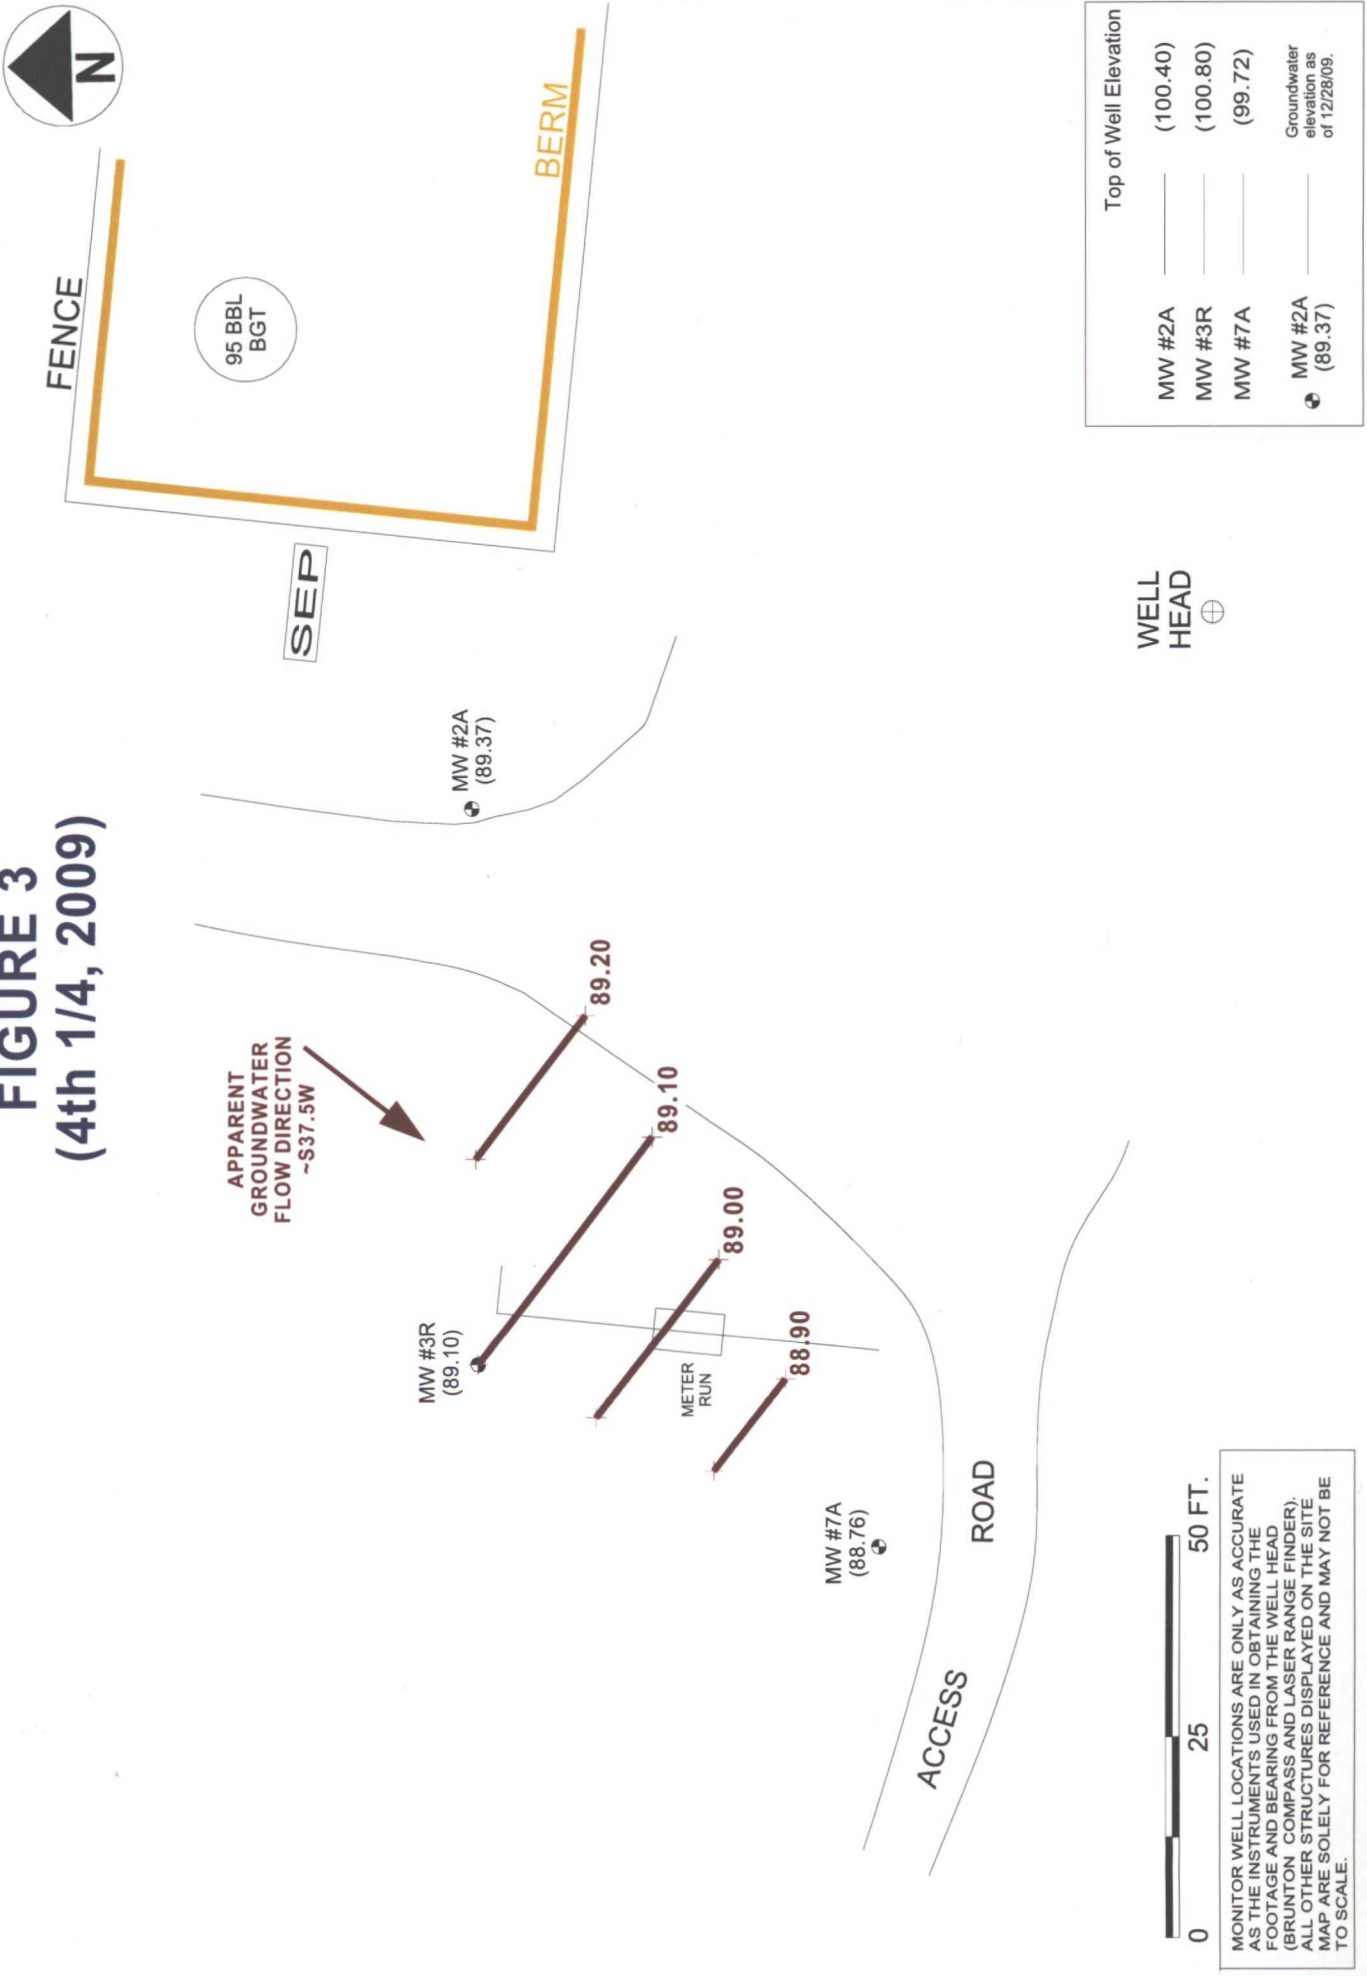 FIGURE 3
(4th 1/4, 2009)
N
FENCE
95 BBL
BGT
BERM
SEP
MW #2A
(89.37)
APPARENT
GROUNDWATER
FLOW DIRECTION
~S37.5W
89.20
89.10
89.00
88.90
MW #3R
(89.10)
METER
RUN
MW #7A
(88.76)
ACCESS
ROAD
WELL
HEAD
Top of Well Elevation
MW #2A (100.40)
MW #3R (100.80)
MW #7A (99.72)
MW #2A
(89.37)
Groundwater
elevation as
of 12/28/09.
0 25 50 FT.
MONITOR WELL LOCATIONS ARE ONLY AS ACCURATE
AS THE INSTRUMENTS USED IN OBTAINING THE
FOOTAGE AND BEARING FROM THE WELL HEAD
(BRUNTON COMPASS AND LASER RANGE FINDER).
ALL OTHER STRUCTURES DISPLAYED ON THE SITE
MAP ARE SOLELY FOR REFERENCE AND MAY NOT BE
TO SCALE.